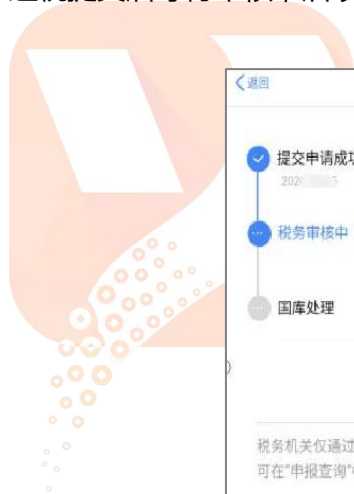 返回
提交申请成功
税务审核中
国库处理
税务机关仅通过
可在“申报查询”